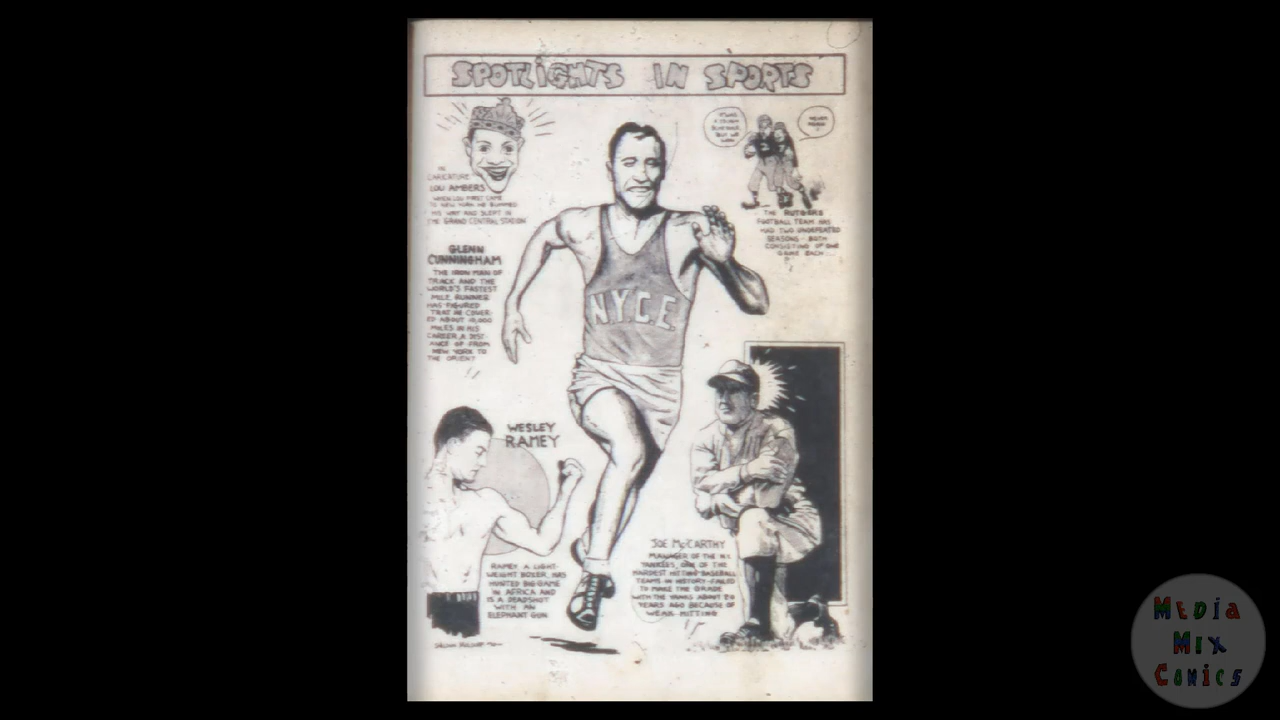 SPOTLIGHTS IN SPORTS
IN
CARICATURE
LOU AMBERS
WHEN LOU FIRST CAME
TO NEW YORK HE BUMMED
HIS WAY AND SLEPT IN
THE GRAND CENTRAL STATION
GLENN
CUNNINGHAM
THE IRON MAN OF
TRACK AND THE
WORLD'S FASTEST
MILE RUNNER
HAS FIGURED
THAT HE COVER-
ED ABOUT 10,000
MILES IN HIS
CAREER, A DIST-
ANCE OF FROM
NEW YORK TO
THE ORIENT
N.Y.C.E.
THE RUTGERS
FOOTBALL TEAM HAS
HAD TWO UNDEFEATED
SEASONS - BOTH
CONSISTING OF ONE
GAME EACH
WESLEY
RAMEY
RAMEY, A LIGHT-
WEIGHT BOXER, HAS
HUNTED BIG GAME
IN AFRICA AND
IS A DEADSHOT
WITH AN
ELEPHANT GUN
JOE McCARTHY
MANAGER OF THE N.Y.
YANKEES, ONE OF THE
HARDEST HITTING BASEBALL
TEAMS IN HISTORY-FAILED
TO MAKE THE GRADE
WITH THE YANKS ABOUT 20
YEARS AGO BECAUSE OF
WEAK HITTING
MEDIA
MIX
COMICS